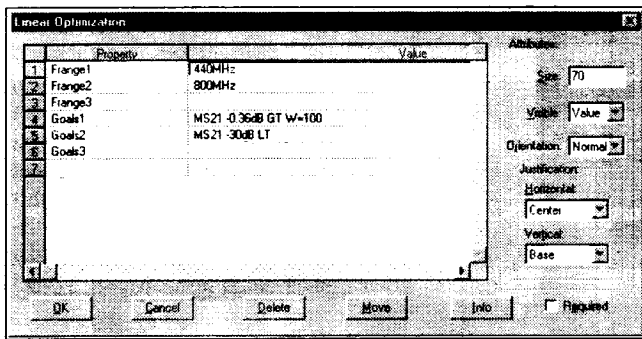 Linear Optimization
Property Value
1 Frange1 440MHz
2 Frange2 800MHz
3 Frange3
4 Goals1 MS21 -0.36dB GT W=100
5 Goals2 MS21 -30dB LT
6 Goals3
7
Attributes:
Size: 70
Visible: Value
Orientation: Normal
Justification:
Horizontal:
Center
Vertical:
Base
OK Cancel Delete Move Info Required